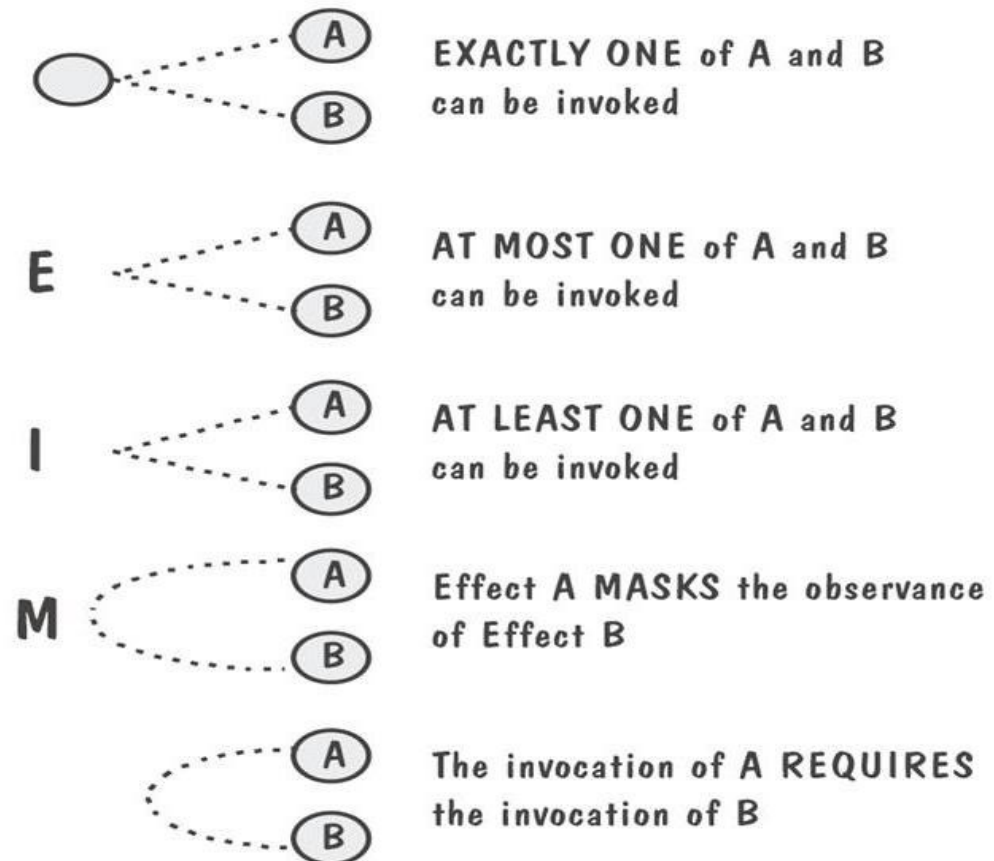 A
EXACTLY ONE of A and B
can be invoked
B
E
A
AT MOST ONE of A and B
can be invoked
B
I
A
AT LEAST ONE of A and B
can be invoked
B
M
A
Effect A MASKS the observance
of Effect B
B
A
The invocation of A REQUIRES
the invocation of B
B